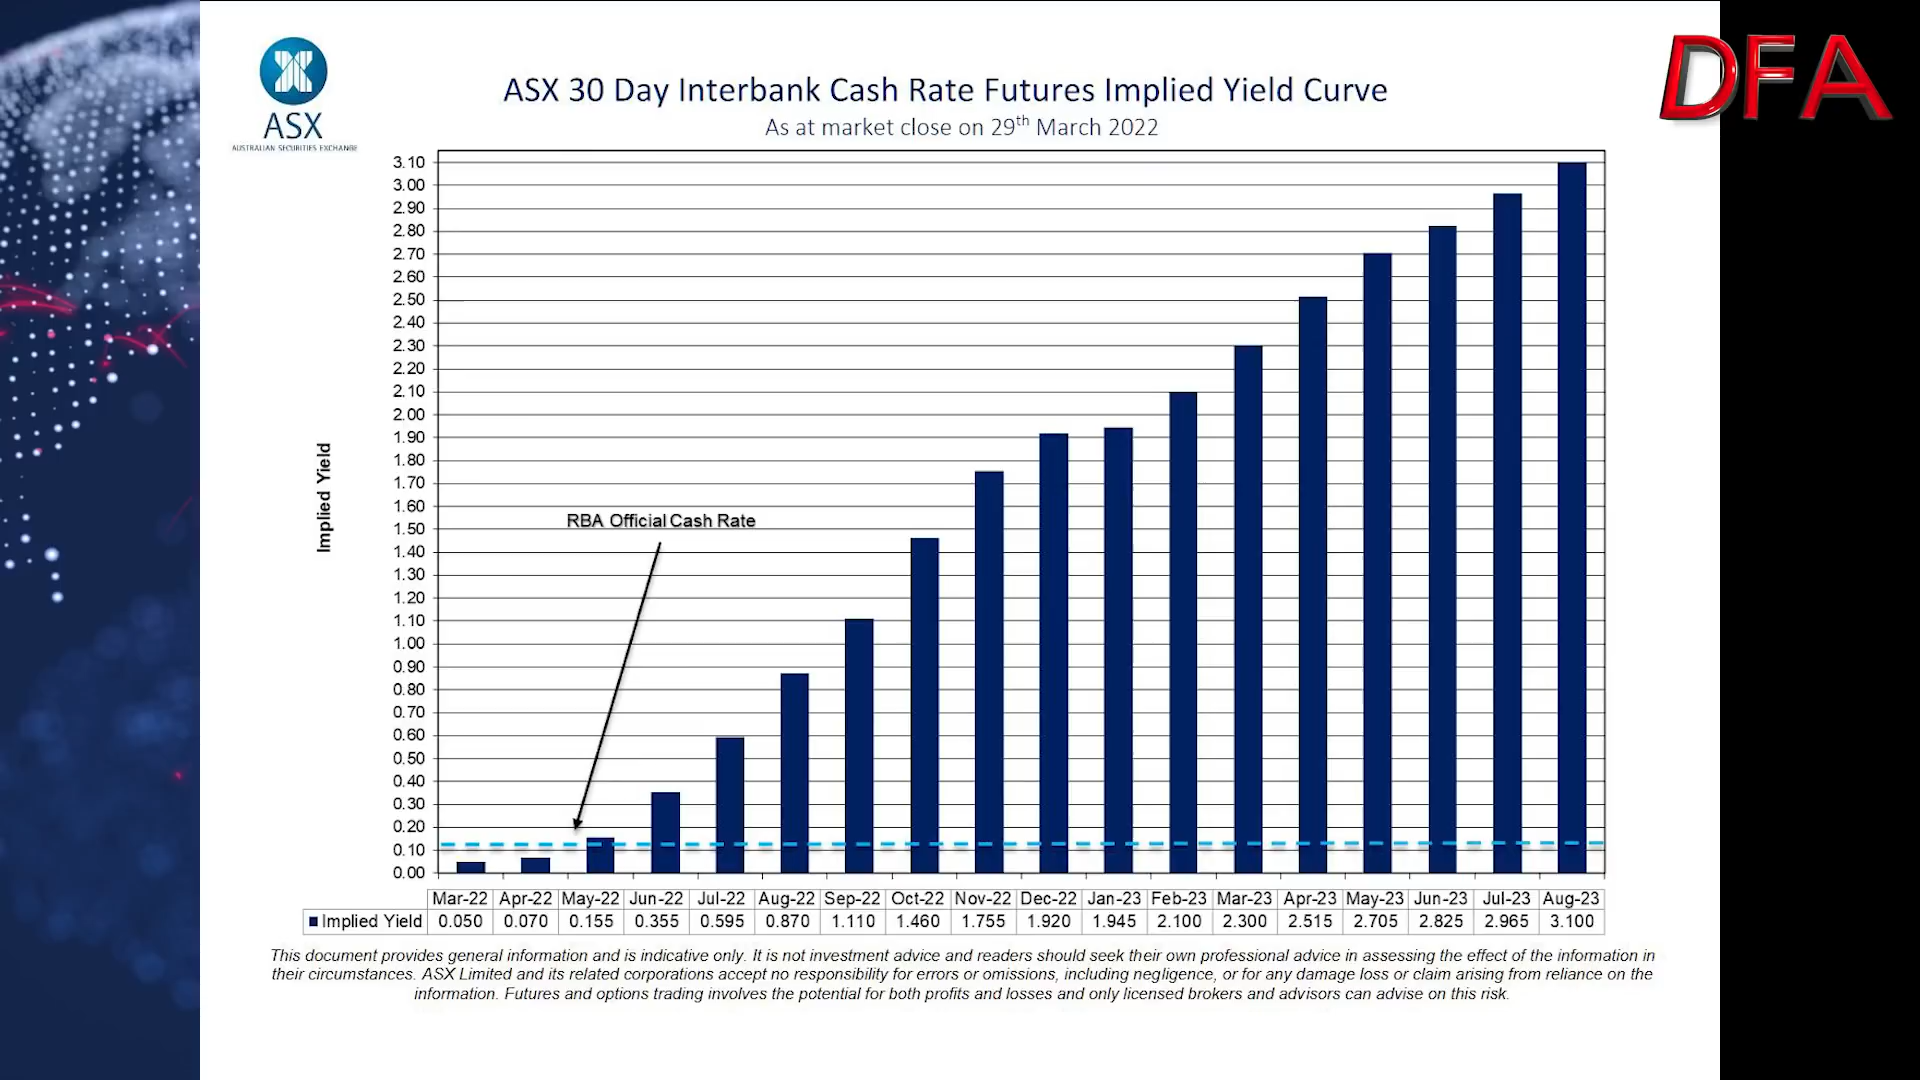 DFA
ASX
AUSTRALIAN SECURITIES EXCHANGE
ASX 30 Day Interbank Cash Rate Futures Implied Yield Curve
As at market close on 29th March 2022
3.10
3.00
2.90
2.80
2.70
2.60
2.50
2.40
2.30
2.20
2.10
2.00
1.90
1.80
1.70
1.60
1.50
1.40
1.30
1.20
1.10
1.00
0.90
0.80
0.70
0.60
0.50
0.40
0.30
0.20
0.10
0.00
Implied Yield
RBA Official Cash Rate
Mar-22 Apr-22 May-22 Jun-22 Jul-22 Aug-22 Sep-22 Oct-22 Nov-22 Dec-22 Jan-23 Feb-23 Mar-23 Apr-23 May-23 Jun-23 Jul-23 Aug-23
Implied Yield 0.050 0.070 0.155 0.355 0.595 0.870 1.110 1.460 1.755 1.920 1.945 2.100 2.300 2.515 2.705 2.825 2.965 3.100
This document provides general information and is indicative only. It is not investment advice and readers should seek their own professional advice in assessing the effect of the information in
their circumstances. ASX Limited and its related corporations accept no responsibility for errors or omissions, including negligence, or for any damage loss or claim arising from reliance on the
information. Futures and options trading involves the potential for both profits and losses and only licensed brokers and advisors can advise on this risk.